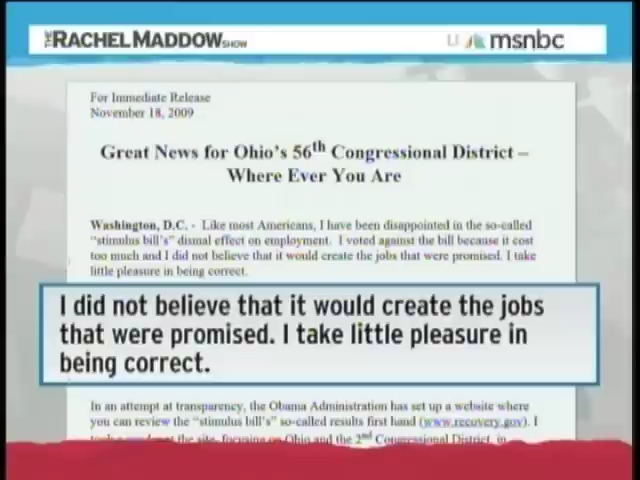 THE RACHEL MADDOW SHOW
msnbc
For Immediate Release
November 18, 2009
Great News for Ohio's 56th Congressional District –
Where Ever You Are
Washington, D.C. - Like most Americans, I have been disappointed in the so-called
"stimulus bill's" dismal effect on employment. I voted against the bill because it cost
too much and I did not believe that it would create the jobs that were promised. I take
little pleasure in being correct.
I did not believe that it would create the jobs
that were promised. I take little pleasure in
being correct.
In an attempt at transparency, the Obama Administration has set up a website where
you can review the "stimulus bill's" so-called results first hand (www.recovery.gov). I
the site, focusing on Ohio and the 2nd Congressional District, in